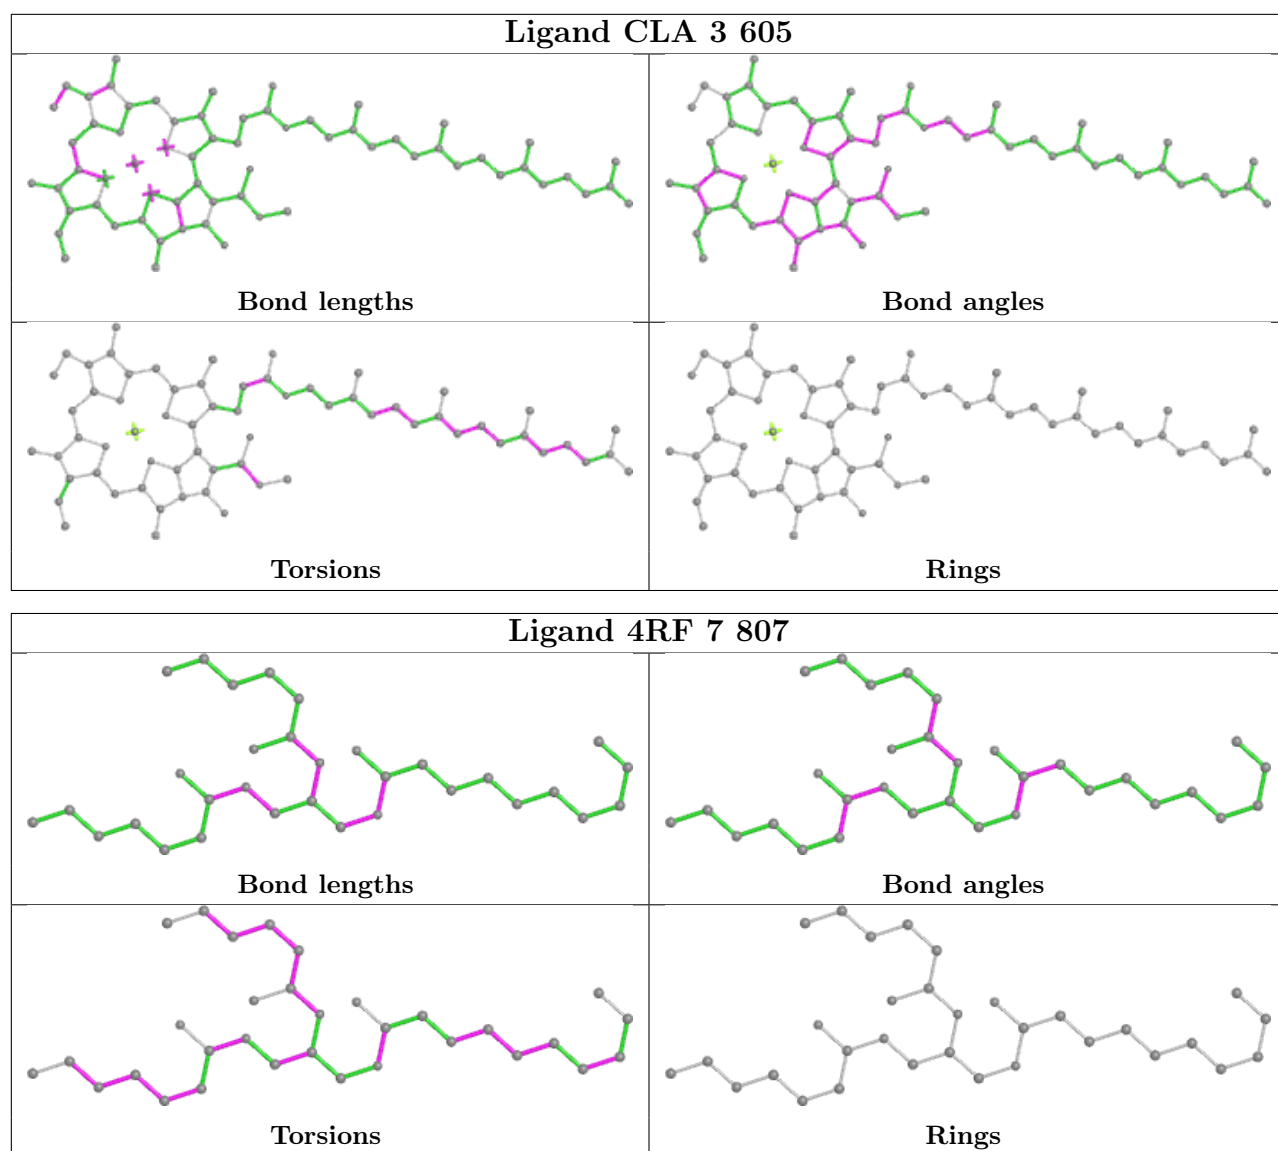 Ligand CLA 3 605
Bond lengths
Bond angles
Torsions
Rings
Ligand 4RF 7 807
Bond lengths
Bond angles
Torsions
Rings